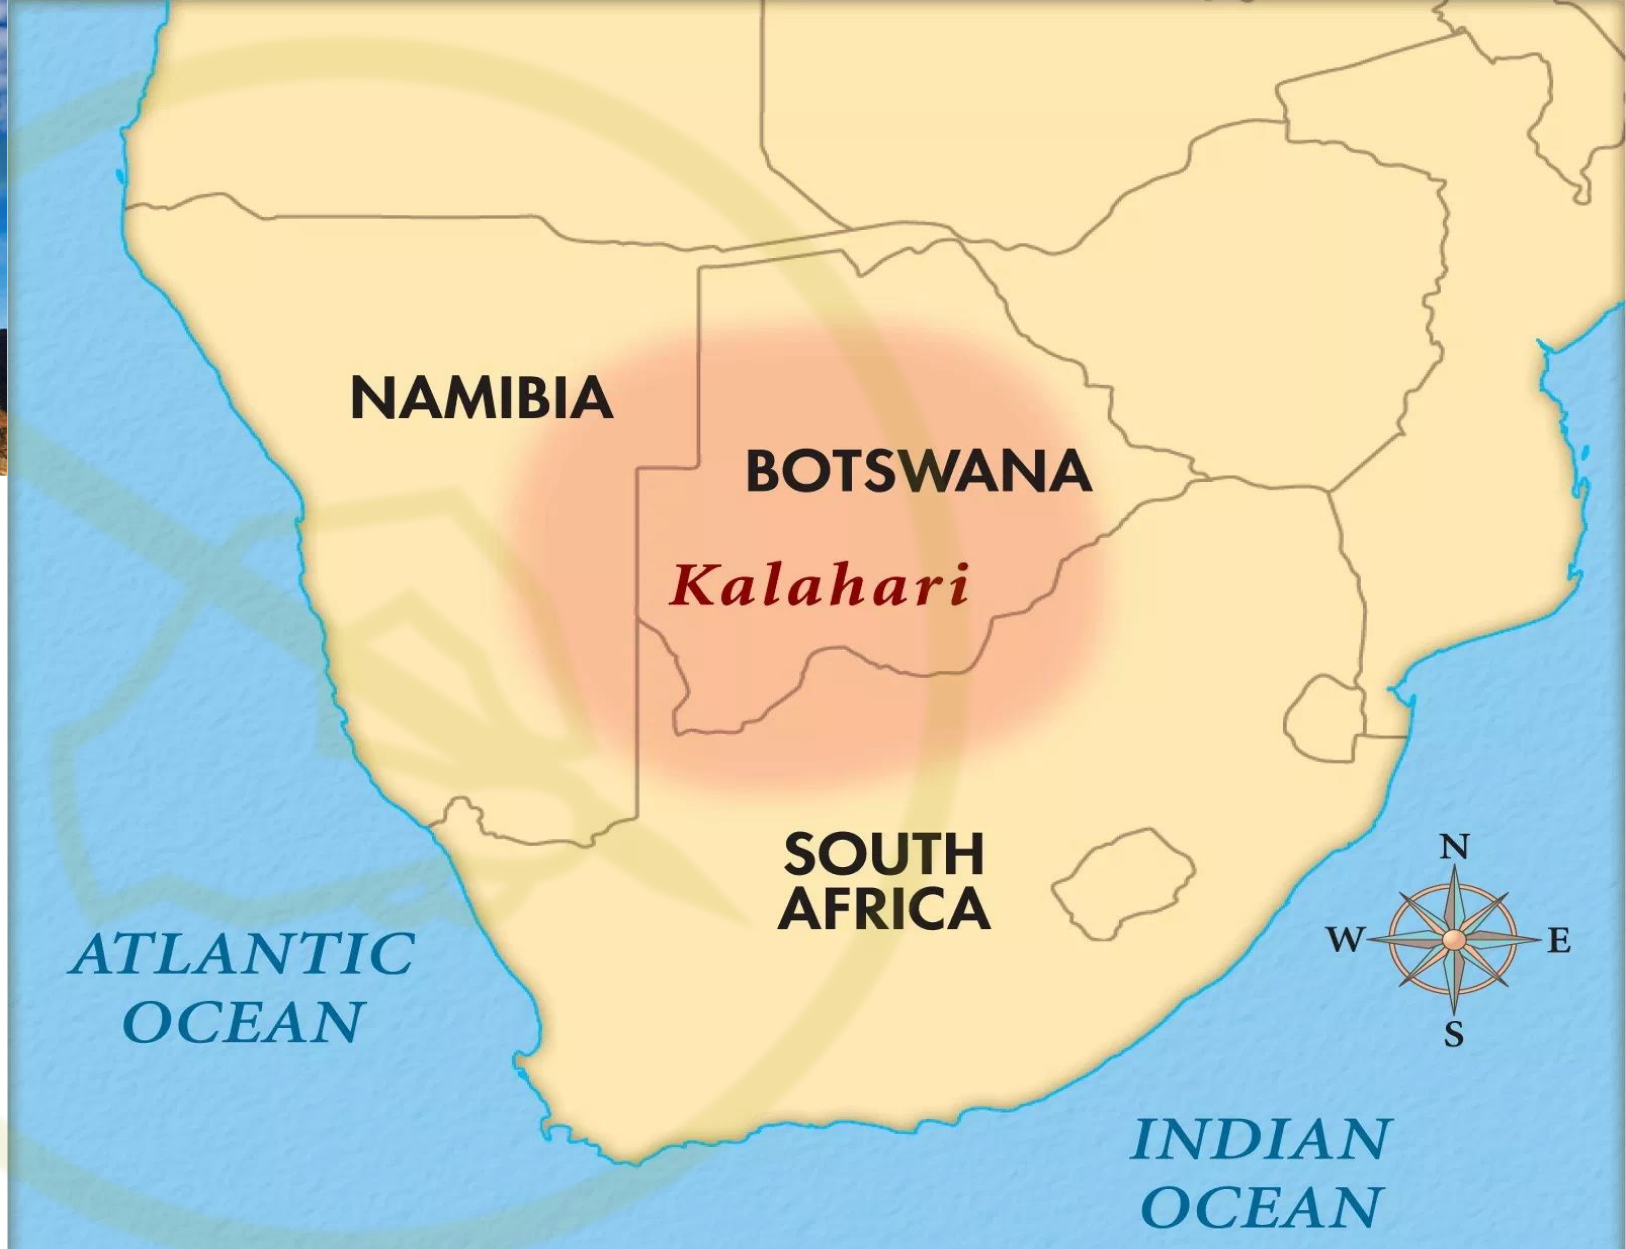 NAMIBIA
BOTSWANA
Kalahari
SOUTH
AFRICA
N
W E
S
ATLANTIC
OCEAN
INDIAN
OCEAN